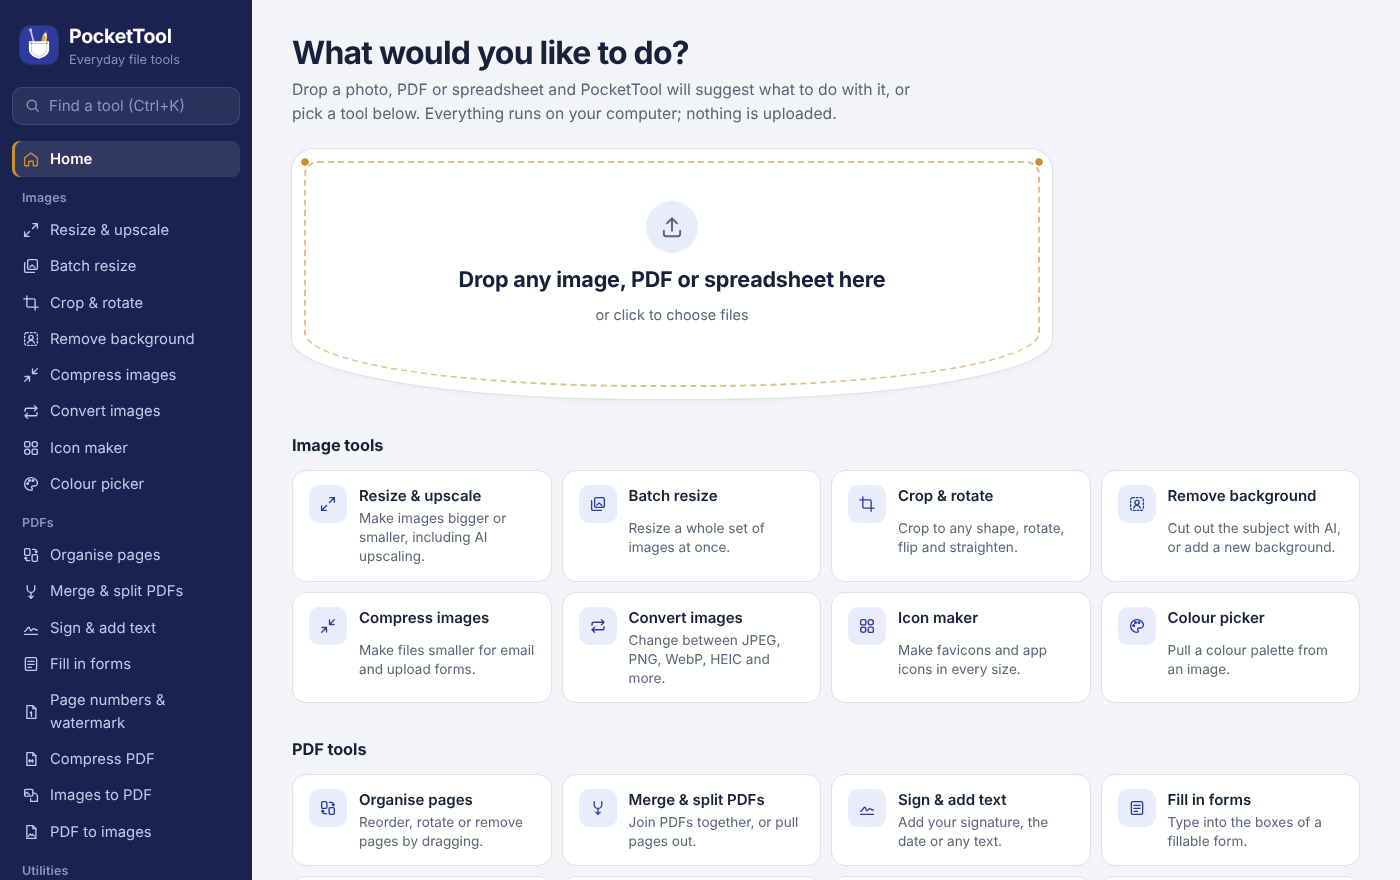 PocketTool
Everyday file tools
Find a tool (Ctrl+K)
Home
Images
Resize & upscale
Batch resize
Crop & rotate
Remove background
Compress images
Convert images
Icon maker
Colour picker
PDFs
Organise pages
Merge & split PDFs
Sign & add text
Fill in forms
Page numbers &
watermark
Compress PDF
Images to PDF
PDF to images
Utilities
What would you like to do?
Drop a photo, PDF or spreadsheet and PocketTool will suggest what to do with it, or
pick a tool below. Everything runs on your computer; nothing is uploaded.
Drop any image, PDF or spreadsheet here
or click to choose files
Image tools
Resize & upscale
Make images bigger or
smaller, including AI
upscaling.
Batch resize
Resize a whole set of
images at once.
Crop & rotate
Crop to any shape, rotate,
flip and straighten.
Remove background
Cut out the subject with AI,
or add a new background.
Compress images
Make files smaller for email
and upload forms.
Convert images
Change between JPEG,
PNG, WebP, HEIC and
more.
Icon maker
Make favicons and app
icons in every size.
Colour picker
Pull a colour palette from
an image.
PDF tools
Organise pages
Reorder, rotate or remove
pages by dragging.
Merge & split PDFs
Join PDFs together, or pull
pages out.
Sign & add text
Add your signature, the
date or any text.
Fill in forms
Type into the boxes of a
fillable form.